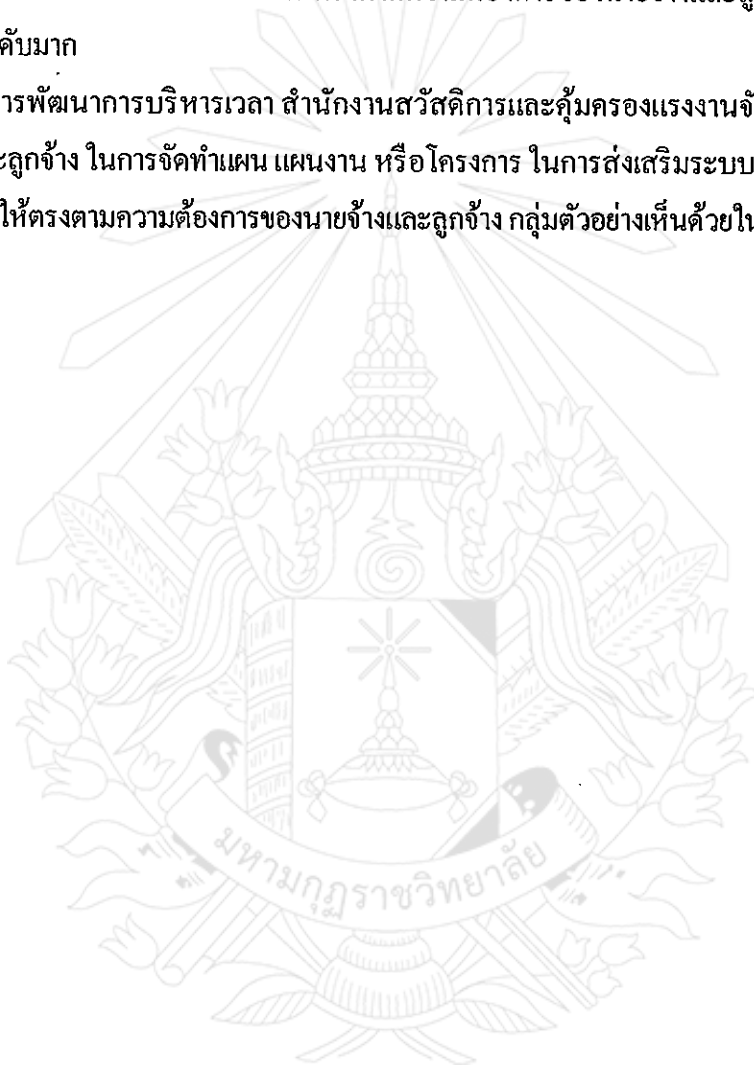 คับมาก
ารพัฒนาการบริหารเวลา สำนักงานสวัสดิการและคุ้มครองแรงงานจั
ะลูกจ้าง ในการจัดทำแผน แผนงาน หรือโครงการ ในการส่งเสริมระบบ
ให้ตรงตามความต้องการของนายจ้างและลูกจ้าง กลุ่มตัวอย่างเห็นด้วยใน
มหามกุฏราชวิทยาลัย